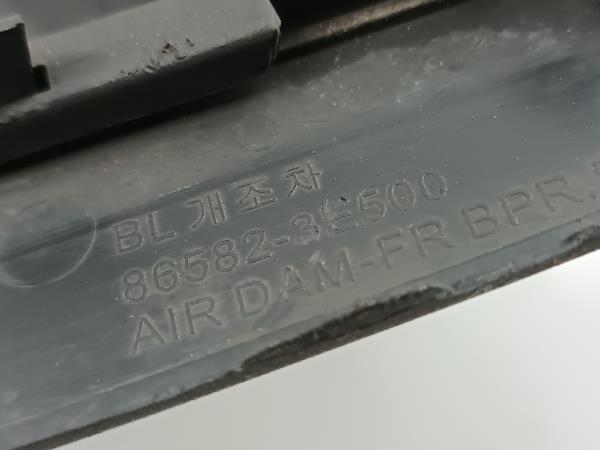 BL 개조차
86582-3E500
AIR DAM-FR BPR,